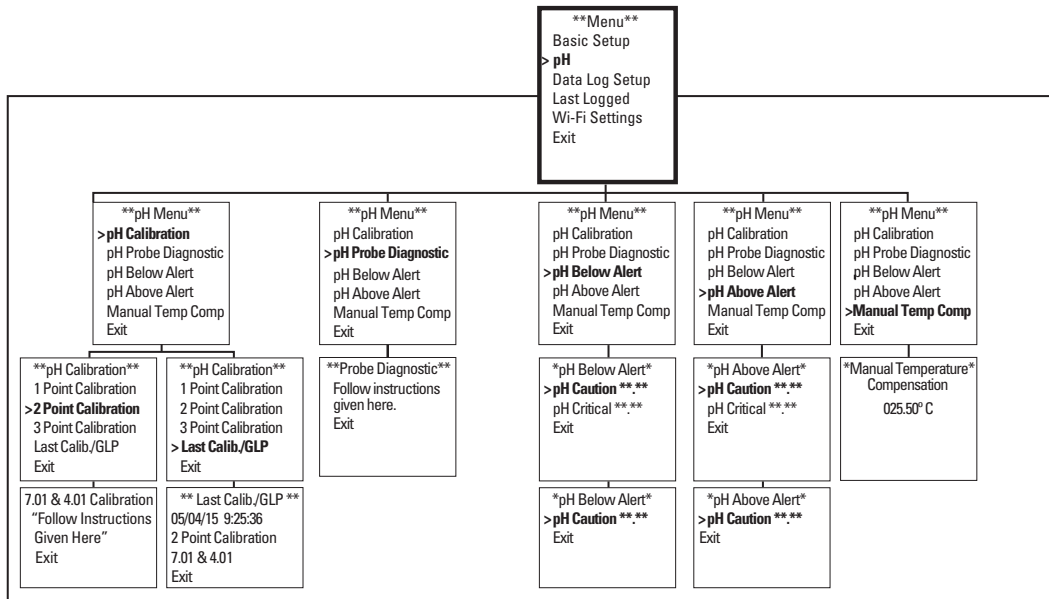 **Menu**
Basic Setup
> pH
Data Log Setup
Last Logged
Wi-Fi Settings
Exit
**pH Menu**
>pH Calibration
pH Probe Diagnostic
pH Below Alert
pH Above Alert
Manual Temp Comp
Exit
**pH Menu**
pH Calibration
>pH Probe Diagnostic
pH Below Alert
pH Above Alert
Manual Temp Comp
Exit
**pH Menu**
pH Calibration
pH Probe Diagnostic
>pH Below Alert
pH Above Alert
Manual Temp Comp
Exit
**pH Menu**
pH Calibration
pH Probe Diagnostic
pH Below Alert
>pH Above Alert
Manual Temp Comp
Exit
**pH Menu**
pH Calibration
pH Probe Diagnostic
pH Below Alert
pH Above Alert
>Manual Temp Comp
Exit
**pH Calibration**
1 Point Calibration
>2 Point Calibration
3 Point Calibration
Last Calib./GLP
Exit
**pH Calibration**
1 Point Calibration
2 Point Calibration
3 Point Calibration
> Last Calib./GLP
Exit
**Probe Diagnostic**
Follow instructions
given here.
Exit
*pH Below Alert*
>pH Caution **.**
pH Critical **.**
Exit
*pH Above Alert*
>pH Caution **.**
pH Critical **.**
Exit
*Manual Temperature*
Compensation
025.50º C
7.01 & 4.01 Calibration
"Follow Instructions
Given Here"
Exit
** Last Calib./GLP **
05/04/15 9:25:36
2 Point Calibration
7.01 & 4.01
Exit
*pH Below Alert*
>pH Caution **.**
Exit
*pH Above Alert*
>pH Caution **.**
Exit